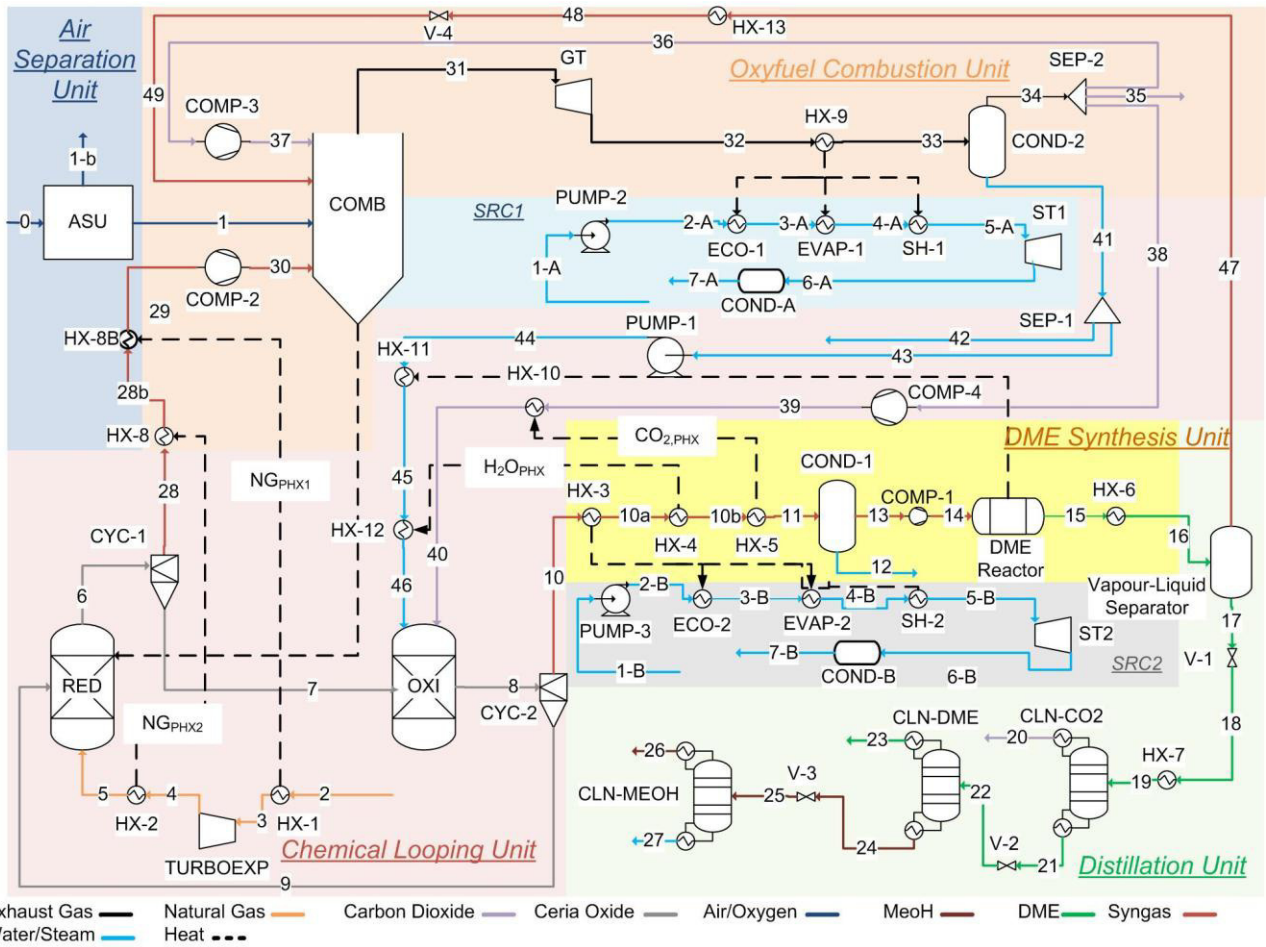 48
HX-13
V-4
36
Air
Separation
Unit
31
GT
Oxyfuel Combustion Unit
SEP-2
49
COMP-3
34
35
HX-9
1-b
37
32
33
COND-2
0
ASU
1
COMB
SRC1
PUMP-2
2-A
3-A
4-A
5-A
ST1
41
38
47
30
1-A
ECO-1
EVAP-1
SH-1
COMP-2
7-A
6-A
COND-A
29
HX-8B
PUMP-1
SEP-1
44
42
HX-11
43
28b
HX-10
COMP-4
39
HX-8
CO2,PHX
DME Synthesis Unit
NGPHX1
H2OPHX
COND-1
45
28
HX-3
COMP-1
HX-6
10a
10b
11
13
14
15
16
CYC-1
HX-12
HX-4
HX-5
DME
Reactor
40
12
10
46
6
2-B
Vapour-Liquid
Separator
3-B
4-B
5-B
PUMP-3
ECO-2
EVAP-2
SH-2
17
ST2
RED
7
OXI
8
7-B
V-1
1-B
COND-B
6-B
SRC2
CYC-2
NGPHX2
CLN-DME
CLN-CO2
18
26
23
20
HX-7
5
4
2
V-3
19
CLN-MEOH
25
22
HX-2
3
HX-1
27
24
V-2
21
TURBOEXP
Chemical Looping Unit
Distillation Unit
9
xhaust Gas
Natural Gas
Carbon Dioxide
Ceria Oxide
Air/Oxygen
MeoH
DME
Syngas
Water/Steam
Heat